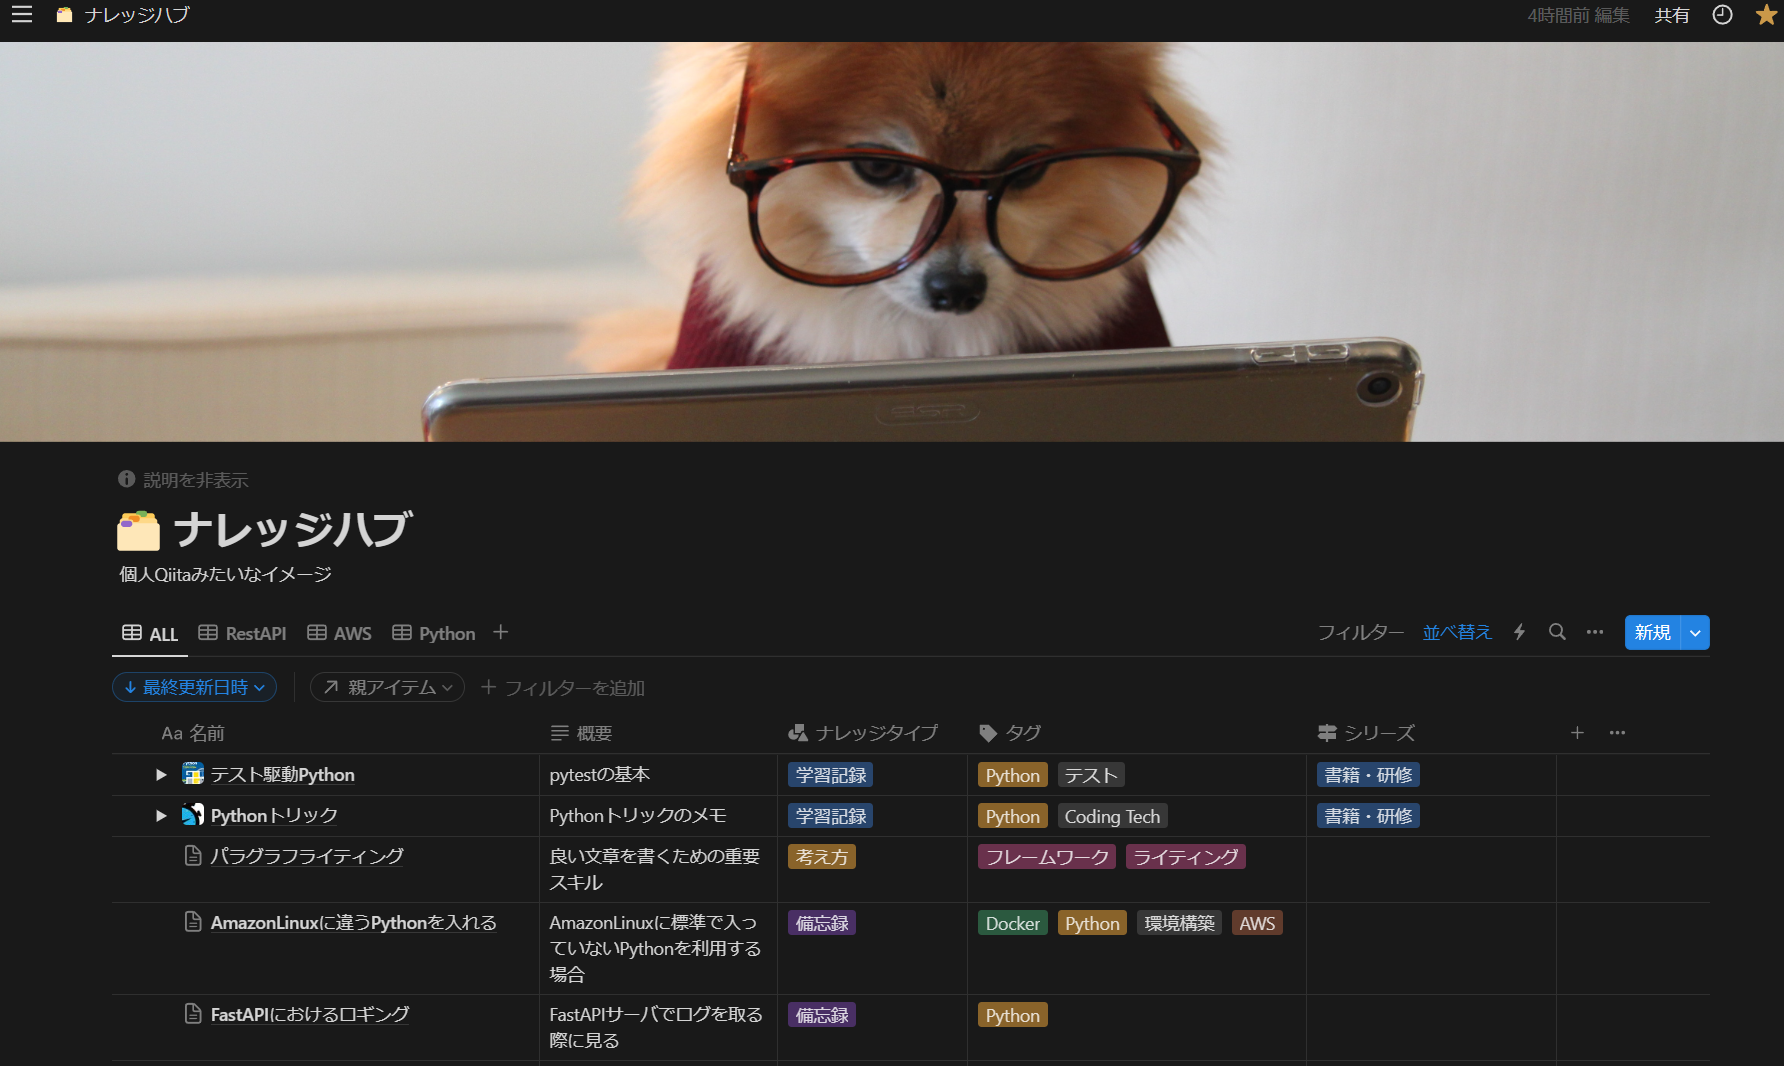 ナレッジハブ
4時間前 編集 共有
ESR
説明を非表示
ナレッジハブ
個人Qiitaみたいなイメージ
ALL RestAPI AWS Python
フィルター 並べ替え 新規
最終更新日時 親アイテム フィルターを追加
Aa 名前 概要 ナレッジタイプ タグ シリーズ
テスト駆動Python pytestの基本 学習記録 Python テスト 書籍・研修
Pythonトリック Pythonトリックのメモ 学習記録 Python Coding Tech 書籍・研修
パラグラフライティング 良い文章を書くための重要 考え方 フレームワーク ライティング
スキル
AmazonLinuxに違うPythonを入れる AmazonLinuxに標準で入っ 備忘録 Docker Python 環境構築 AWS
ていないPythonを利用する
場合
FastAPIにおけるロギング FastAPIサーバでログを取る 備忘録 Python
際に見る